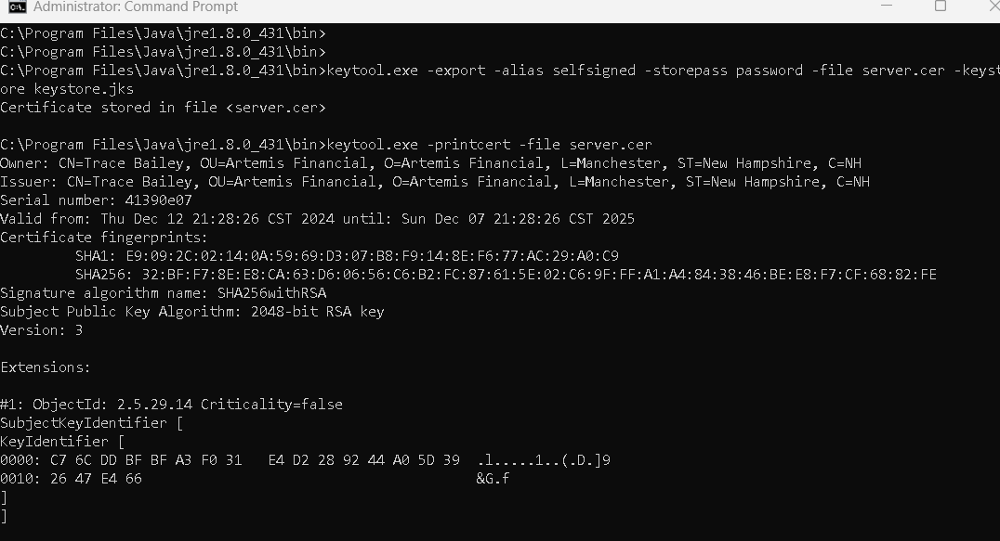 Administrator: Command Prompt
C:\Program Files\Java\jre1.8.0_431\bin>
C:\Program Files\Java\jre1.8.0_431\bin>
C:\Program Files\Java\jre1.8.0_431\bin>keytool.exe -export -alias selfsigned -storepass password -file server.cer -keyst
ore keystore.jks
Certificate stored in file <server.cer>
C:\Program Files\Java\jre1.8.0_431\bin>keytool.exe -printcert -file server.cer
Owner: CN=Trace Bailey, OU=Artemis Financial, O=Artemis Financial, L=Manchester, ST=New Hampshire, C=NH
Issuer: CN=Trace Bailey, OU=Artemis Financial, O=Artemis Financial, L=Manchester, ST=New Hampshire, C=NH
Serial number: 41390e07
Valid from: Thu Dec 12 21:28:26 CST 2024 until: Sun Dec 07 21:28:26 CST 2025
Certificate fingerprints:
         SHA1: E9:09:2C:02:14:0A:59:69:D3:07:B8:F9:14:8E:F6:77:AC:29:A0:C9
         SHA256: 32:BF:F7:8E:E8:CA:63:D6:06:56:C6:B2:FC:87:61:5E:02:C6:9F:FF:A1:A4:84:38:46:BE:E8:F7:CF:68:82:FE
Signature algorithm name: SHA256withRSA
Subject Public Key Algorithm: 2048-bit RSA key
Version: 3
Extensions:
#1: ObjectId: 2.5.29.14 Criticality=false
SubjectKeyIdentifier [
KeyIdentifier [
0000: C7 6C DD BF BF A3 F0 31   E4 D2 28 92 44 A0 5D 39  .l.....1..(.D.]9
0010: 26 47 E4 66                                        &G.f
]
]